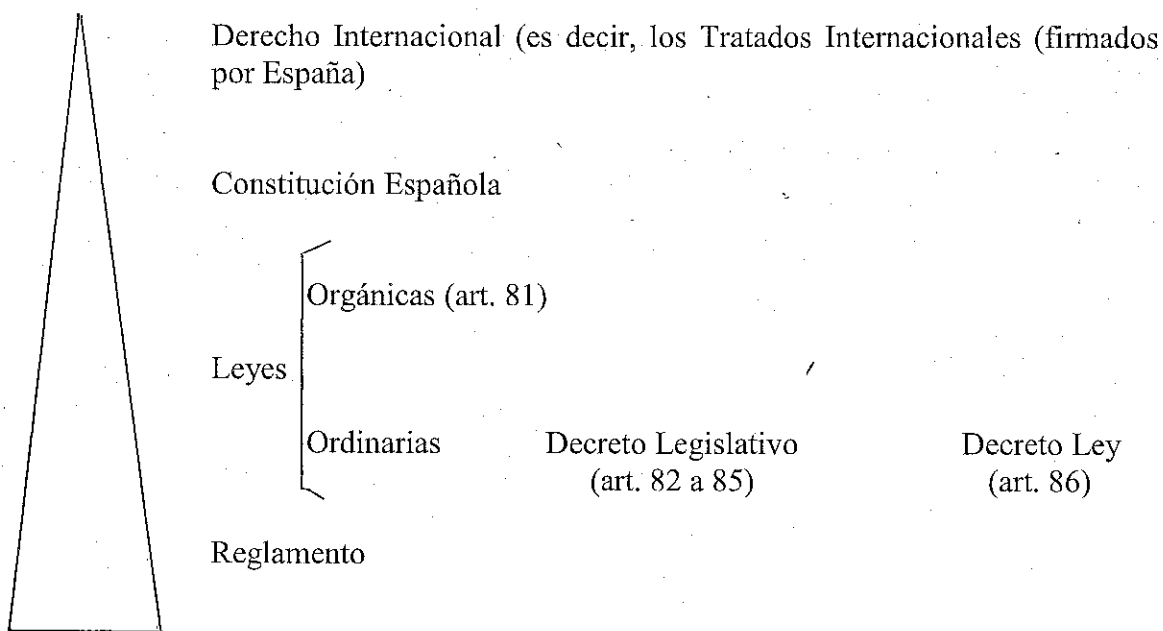 Derecho Internacional (es decir, los Tratados Internacionales (firmados
por España)
Constitución Española
Orgánicas (art. 81)
Leyes
Ordinarias Decreto Legislativo Decreto Ley
(art. 82 a 85) (art. 86)
Reglamento